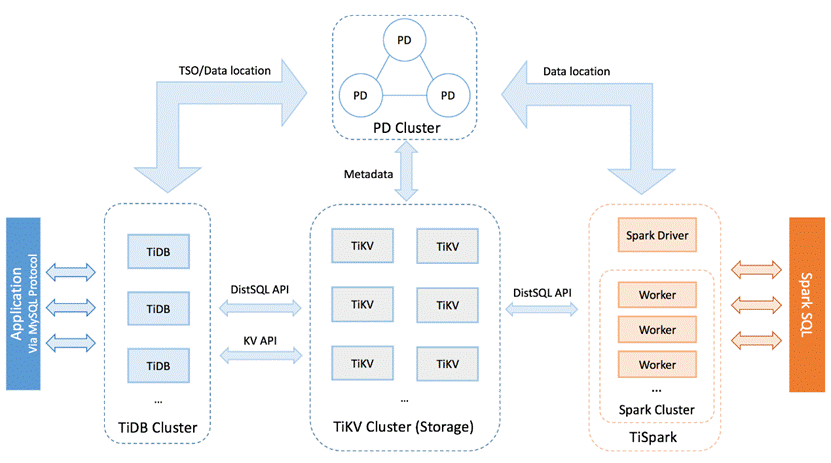 PD
PD
PD
PD Cluster
TSO/Data location
Data location
Metadata
Application
Via MySQL Protocol
TiDB
TiDB
TiDB
...
TiDB Cluster
DistSQL API
KV API
TiKV
TiKV
TiKV
TiKV
TiKV
TiKV
...
TiKV Cluster (Storage)
DistSQL API
Spark Driver
Worker
Worker
Worker
...
Spark Cluster
TiSpark
Spark SQL